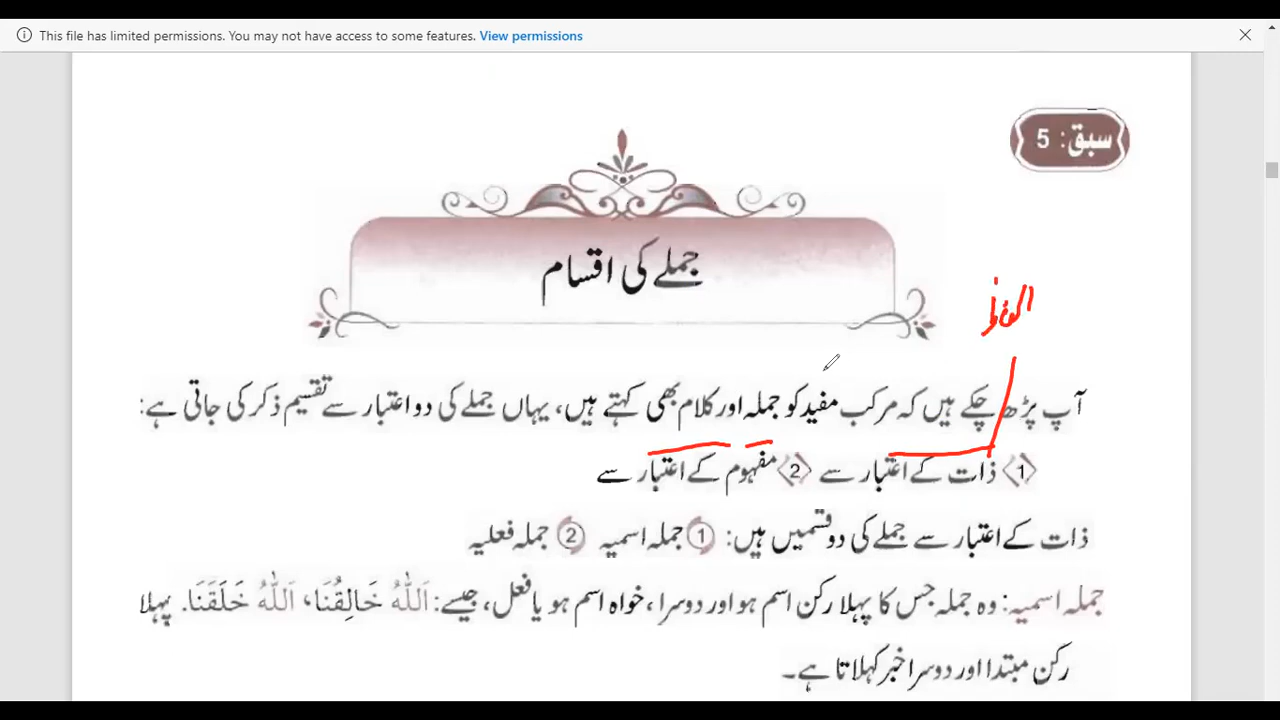 This file has limited permissions. You may not have access to some features. View permissions
سبق: 5
جملے کی اقسام
الفاظ
آپ پڑھ چکے ہیں کہ مرکب مفید کو جملہ اور کلام بھی کہتے ہیں، یہاں جملے کی دو اعتبار سے تقسیم ذکر کی جاتی ہے:
1 ذات کے اعتبار سے 2 مفہوم کے اعتبار سے
ذات کے اعتبار سے جملے کی دو قسمیں ہیں: 1 جملہ اسمیہ 2 جملہ فعلیہ
جملہ اسمیہ: وہ جملہ جس کا پہلا رکن اسم ہو اور دوسرا، خواہ اسم ہو یا فعل، جیسے: اَللّٰهُ خَالِقُنَا، اَللّٰهُ خَلَقَنَا. پہلا
رکن مبتدا اور دوسرا خبر کہلاتا ہے۔